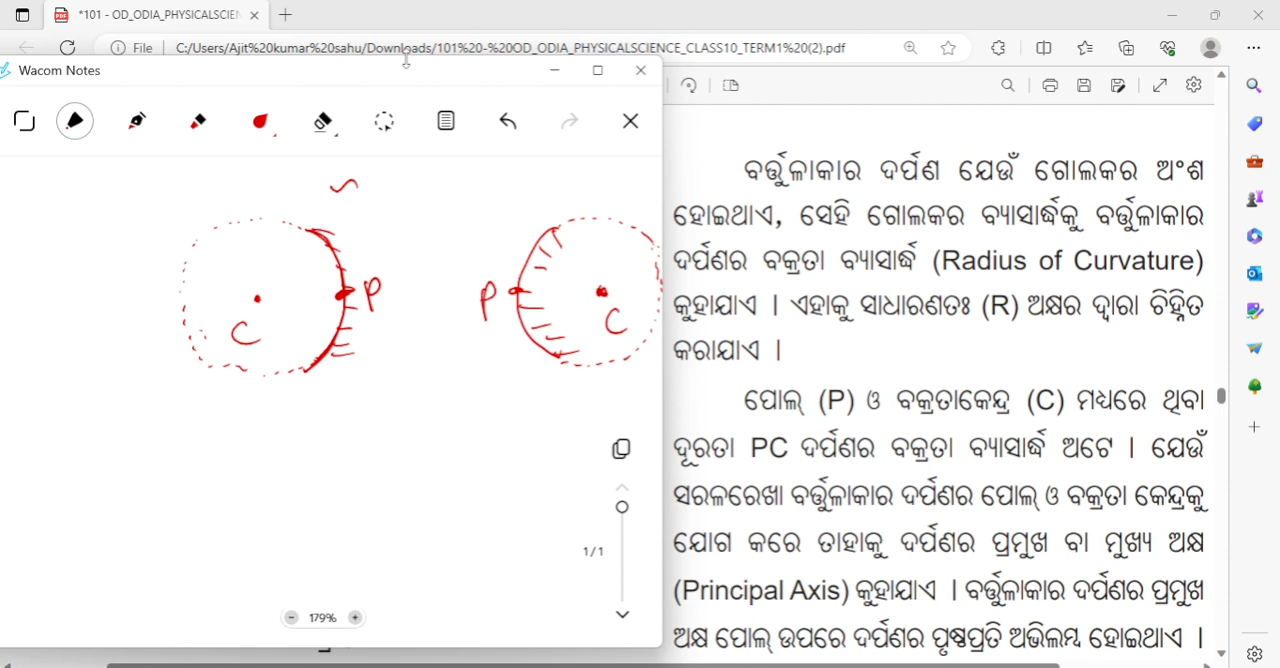 *101 - OD_ODIA_PHYSICALSCIEN
File
C:/Users/Ajit%20kumar%20sahu/Downloads/101%20-%20OD_ODIA_PHYSICALSCIENCE_CLASS10_TERM1%20(2).pdf
Wacom Notes
P
C
P
C
1/1
179%
ବର୍ତ୍ତୁଳାକାର ଦର୍ପଣ ଯେଉଁ ଗୋଲକର ଅଂଶ
ହୋଇଥାଏ, ସେହି ଗୋଲକର ବ୍ୟାସାର୍ଦ୍ଧକୁ ବର୍ତ୍ତୁଳାକାର
ଦର୍ପଣର ବକ୍ରତା ବ୍ୟାସାର୍ଦ୍ଧ (Radius of Curvature)
କୁହାଯାଏ । ଏହାକୁ ସାଧାରଣତଃ (R) ଅକ୍ଷର ଦ୍ୱାରା ଚିହ୍ନିତ
କରାଯାଏ ।
ପୋଲ୍ (P) ଓ ବକ୍ରତାକେନ୍ଦ୍ର (C) ମଧ୍ୟରେ ଥିବା
ଦୂରତା PC ଦର୍ପଣର ବକ୍ରତା ବ୍ୟାସାର୍ଦ୍ଧ ଅଟେ । ଯେଉଁ
ସରଳରେଖା ବର୍ତ୍ତୁଳାକାର ଦର୍ପଣର ପୋଲ୍ ଓ ବକ୍ରତା କେନ୍ଦ୍ରକୁ
ଯୋଗ କରେ ତାହାକୁ ଦର୍ପଣର ପ୍ରମୁଖ ବା ମୁଖ୍ୟ ଅକ୍ଷ
(Principal Axis) କୁହାଯାଏ । ବର୍ତ୍ତୁଳାକାର ଦର୍ପଣର ପ୍ରମୁଖ
ଅକ୍ଷ ପୋଲ୍ ଉପରେ ଦର୍ପଣର ପୃଷ୍ଠପ୍ରତି ଅଭିଲମ୍ବ ହୋଇଥାଏ ।